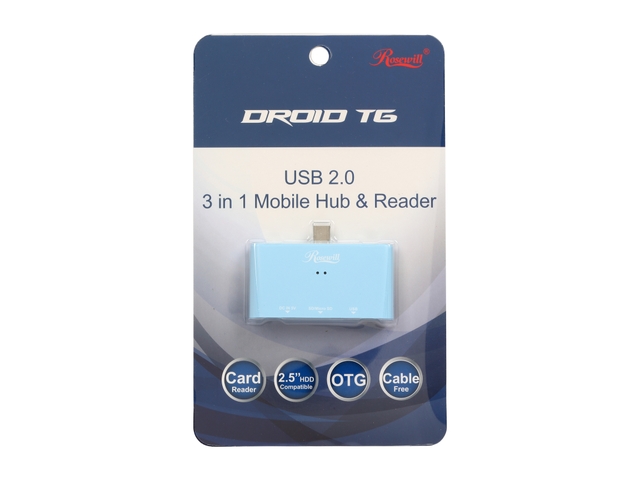 Rosewill®
DROID TG
USB 2.0
3 in 1 Mobile Hub & Reader
Rosewill
Card
Reader
2.5" HDD
Compatible
OTG
Cable
Free